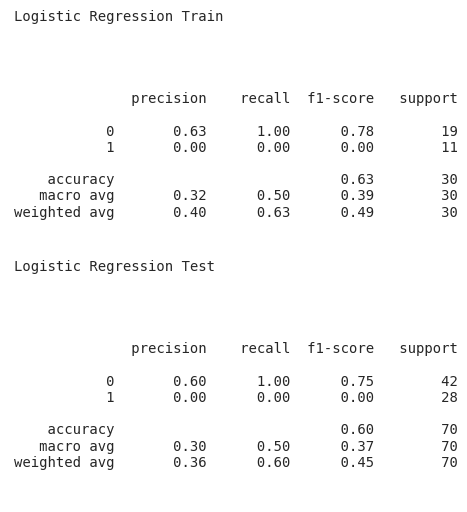 Logistic Regression Train
precision recall f1-score support
0 0.63 1.00 0.78 19
1 0.00 0.00 0.00 11
accuracy 0.63 30
macro avg 0.32 0.50 0.39 30
weighted avg 0.40 0.63 0.49 30
Logistic Regression Test
precision recall f1-score support
0 0.60 1.00 0.75 42
1 0.00 0.00 0.00 28
accuracy 0.60 70
macro avg 0.30 0.50 0.37 70
weighted avg 0.36 0.60 0.45 70